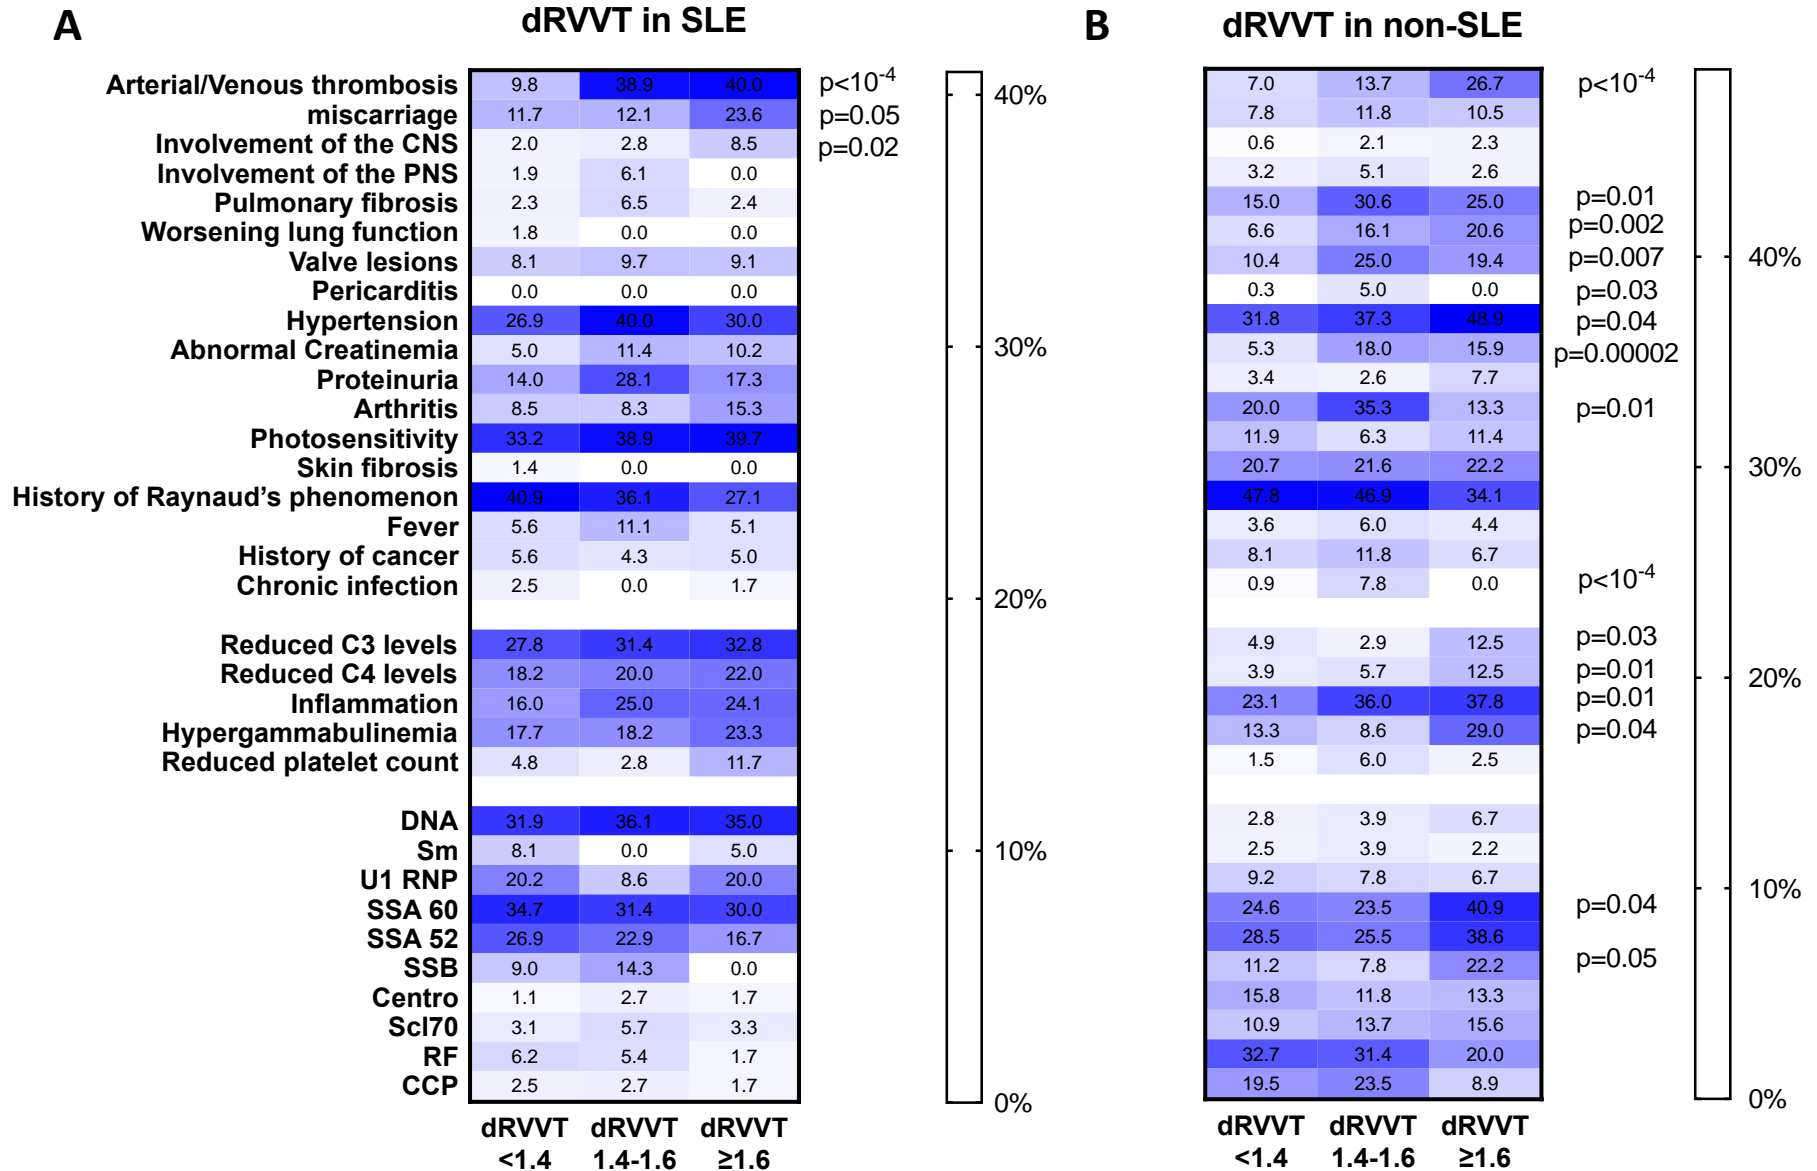 A
dRVVT in SLE
Arterial/Venous thrombosis 9.8 38.9 40.0 p<10-4
miscarriage 11.7 12.1 23.6 p=0.05
Involvement of the CNS 2.0 2.8 8.5 p=0.02
Involvement of the PNS 1.9 6.1 0.0
Pulmonary fibrosis 2.3 6.5 2.4
Worsening lung function 1.8 0.0 0.0
Valve lesions 8.1 9.7 9.1
Pericarditis 0.0 0.0 0.0
Hypertension 26.9 40.0 30.0
Abnormal Creatinemia 5.0 11.4 10.2
Proteinuria 14.0 28.1 17.3
Arthritis 8.5 8.3 15.3
Photosensitivity 33.2 38.9 39.7
Skin fibrosis 1.4 0.0 0.0
History of Raynaud’s phenomenon 40.9 36.1 27.1
Fever 5.6 11.1 5.1
History of cancer 5.6 4.3 5.0
Chronic infection 2.5 0.0 1.7
Reduced C3 levels 27.8 31.4 32.8
Reduced C4 levels 18.2 20.0 22.0
Inflammation 16.0 25.0 24.1
Hypergammabulinemia 17.7 18.2 23.3
Reduced platelet count 4.8 2.8 11.7
DNA 31.9 36.1 35.0
Sm 8.1 0.0 5.0
U1 RNP 20.2 8.6 20.0
SSA 60 34.7 31.4 30.0
SSA 52 26.9 22.9 16.7
SSB 9.0 14.3 0.0
Centro 1.1 2.7 1.7
Scl70 3.1 5.7 3.3
RF 6.2 5.4 1.7
CCP 2.5 2.7 1.7
dRVVT dRVVT dRVVT
<1.4 1.4-1.6 ≥1.6
40%
30%
20%
10%
0%
B
dRVVT in non-SLE
7.0 13.7 26.7 p<10-4
7.8 11.8 10.5
0.6 2.1 2.3
3.2 5.1 2.6
15.0 30.6 25.0 p=0.01
6.6 16.1 20.6 p=0.002
10.4 25.0 19.4 p=0.007
0.3 5.0 0.0 p=0.03
31.8 37.3 48.9 p=0.04
5.3 18.0 15.9 p=0.00002
3.4 2.6 7.7
20.0 35.3 13.3 p=0.01
11.9 6.3 11.4
20.7 21.6 22.2
47.8 46.9 34.1
3.6 6.0 4.4
8.1 11.8 6.7
0.9 7.8 0.0 p<10-4
4.9 2.9 12.5 p=0.03
3.9 5.7 12.5 p=0.01
23.1 36.0 37.8 p=0.01
13.3 8.6 29.0 p=0.04
1.5 6.0 2.5
2.8 3.9 6.7
2.5 3.9 2.2
9.2 7.8 6.7
24.6 23.5 40.9 p=0.04
28.5 25.5 38.6
11.2 7.8 22.2 p=0.05
15.8 11.8 13.3
10.9 13.7 15.6
32.7 31.4 20.0
19.5 23.5 8.9
dRVVT dRVVT dRVVT
<1.4 1.4-1.6 ≥1.6
40%
30%
20%
10%
0%